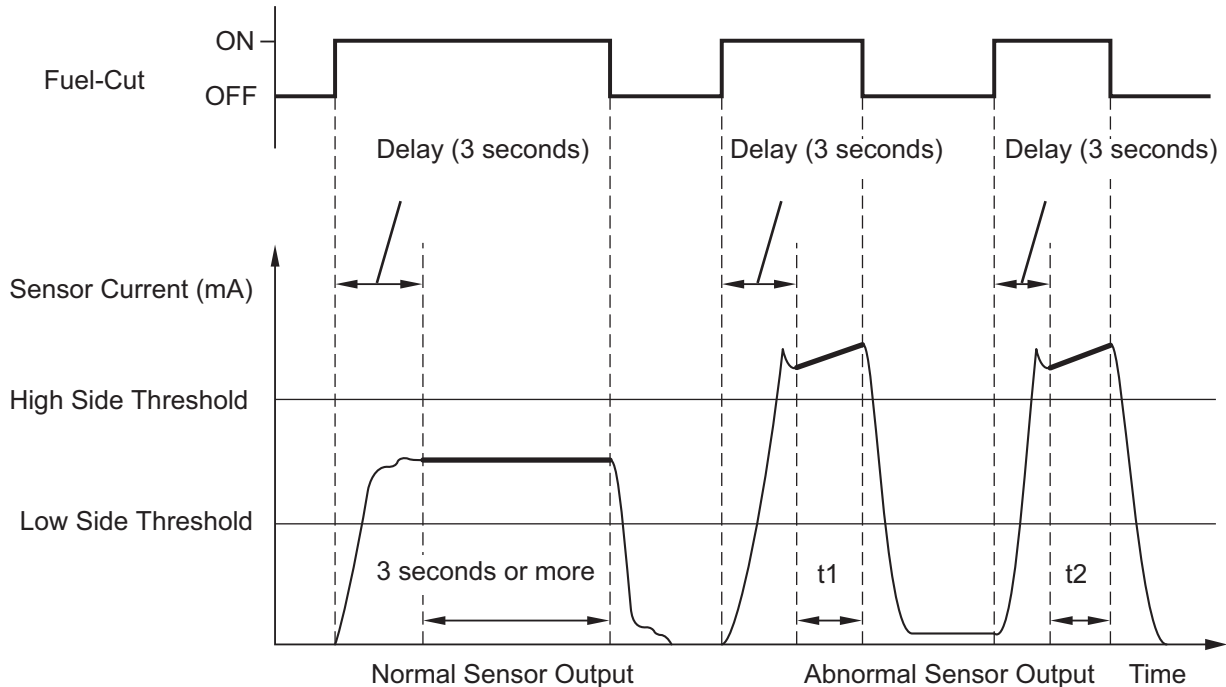 ON
Fuel-Cut
OFF
Delay (3 seconds)
Delay (3 seconds)
Delay (3 seconds)
Sensor Current (mA)
High Side Threshold
Low Side Threshold
3 seconds or more
t1
t2
Normal Sensor Output
Abnormal Sensor Output
Time